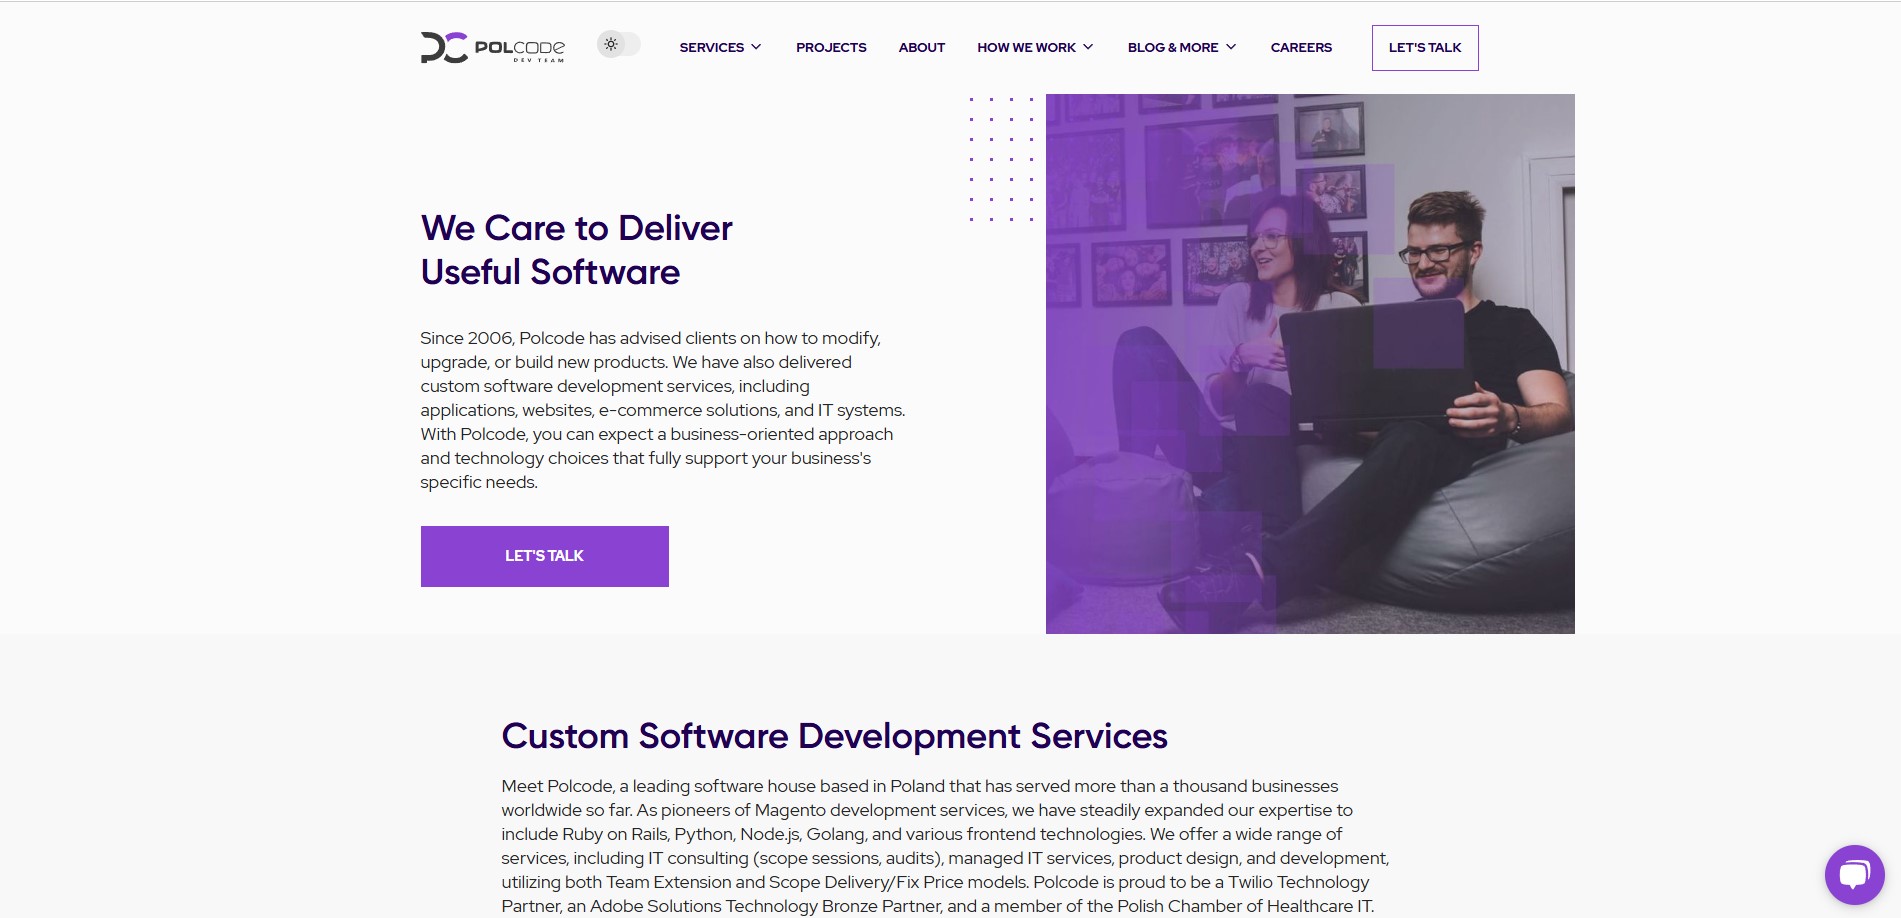 POLCODE
DEV TEAM
SERVICES
PROJECTS
ABOUT
HOW WE WORK
BLOG & MORE
CAREERS
LET'S TALK
We Care to Deliver
Useful Software
Since 2006, Polcode has advised clients on how to modify,
upgrade, or build new products. We have also delivered
custom software development services, including
applications, websites, e-commerce solutions, and IT systems.
With Polcode, you can expect a business-oriented approach
and technology choices that fully support your business's
specific needs.
LET'S TALK
Custom Software Development Services
Meet Polcode, a leading software house based in Poland that has served more than a thousand businesses
worldwide so far. As pioneers of Magento development services, we have steadily expanded our expertise to
include Ruby on Rails, Python, Node.js, Golang, and various frontend technologies. We offer a wide range of
services, including IT consulting (scope sessions, audits), managed IT services, product design, and development,
utilizing both Team Extension and Scope Delivery/Fix Price models. Polcode is proud to be a Twilio Technology
Partner, an Adobe Solutions Technology Bronze Partner, and a member of the Polish Chamber of Healthcare IT.